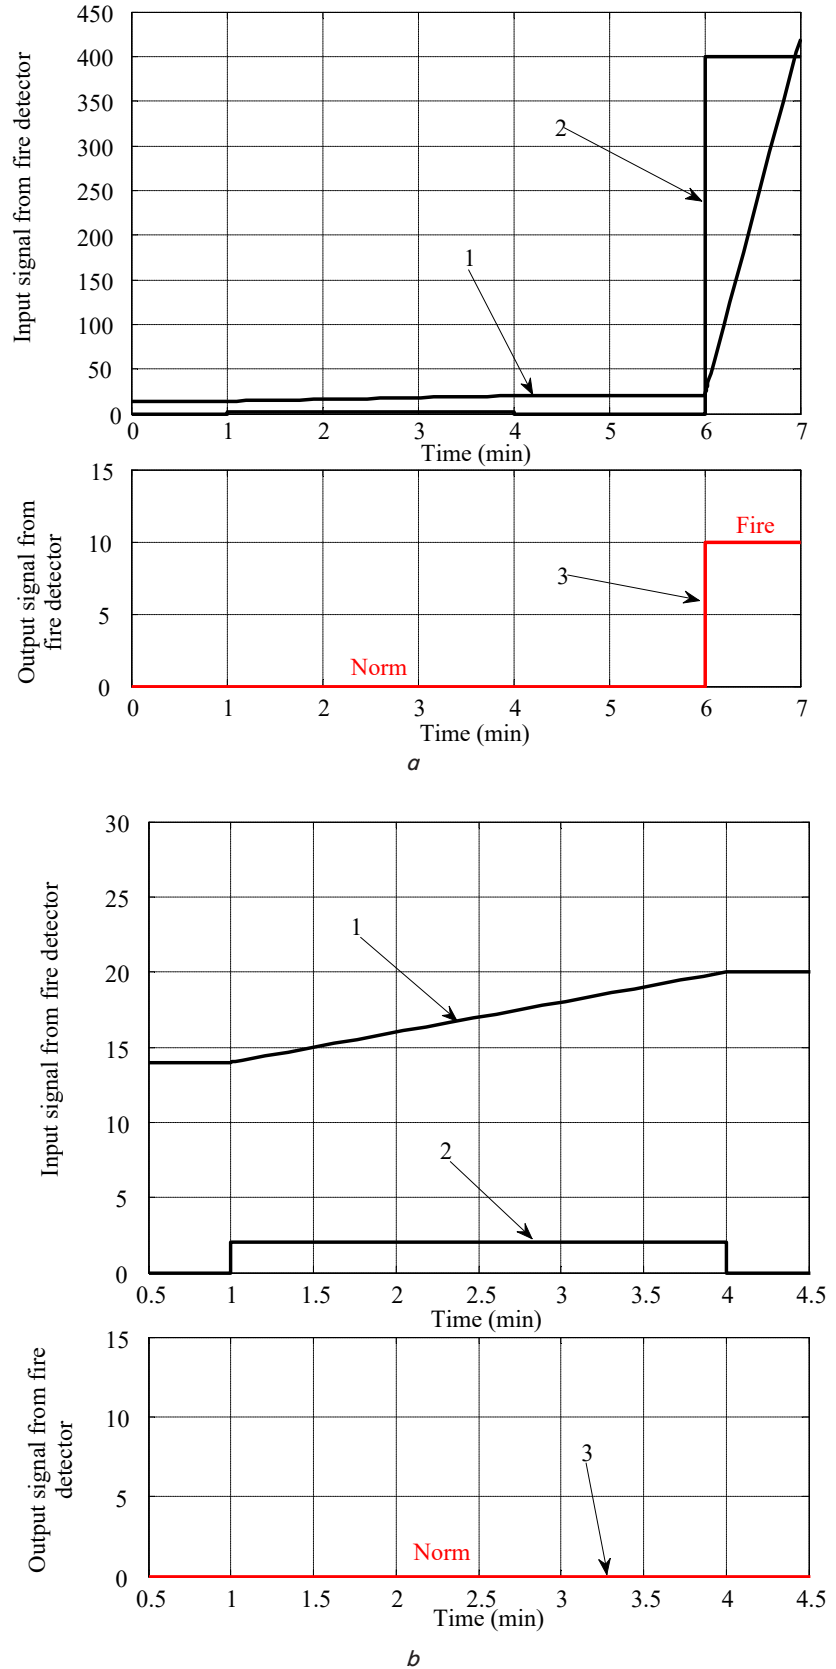 450
400
350
300
250
200
150
100
50
0
Input signal from fire detector
2
1
0 1 2 3 4 5 6 7
Time (min)
15
10
5
0
Output signal from
fire detector
Fire
3
Norm
0 1 2 3 4 5 6 7
Time (min)
a
30
25
20
15
10
5
0
Input signal from fire detector
1
2
0.5 1 1.5 2 2.5 3 3.5 4 4.5
Time (min)
15
10
5
0
Output signal from fire
detector
3
Norm
0.5 1 1.5 2 2.5 3 3.5 4 4.5
Time (min)
b